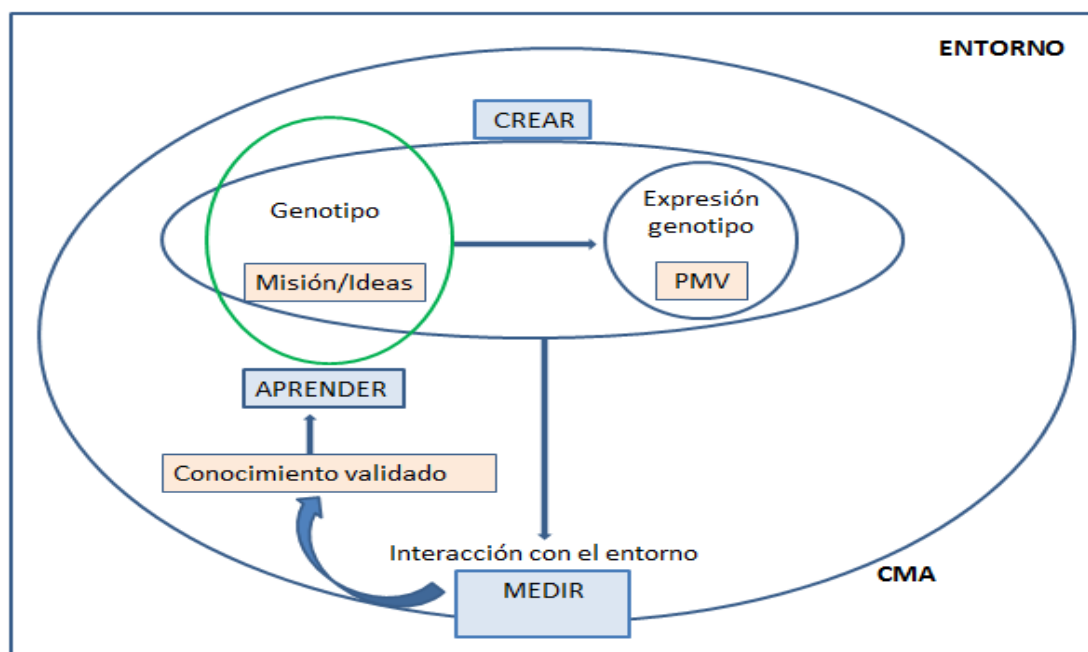 ENTORNO
CREAR
Genotipo
Misión/Ideas
Expresión
genotipo
PMV
APRENDER
Conocimiento validado
Interacción con el entorno
MEDIR
CMA